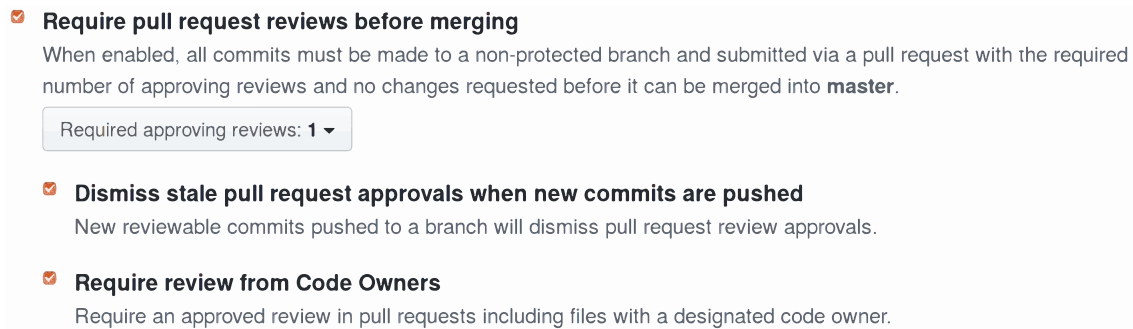 Require pull request reviews before merging
When enabled, all commits must be made to a non-protected branch and submitted via a pull request with the required
number of approving reviews and no changes requested before it can be merged into master.
Required approving reviews: 1
Dismiss stale pull request approvals when new commits are pushed
New reviewable commits pushed to a branch will dismiss pull request review approvals.
Require review from Code Owners
Require an approved review in pull requests including files with a designated code owner.